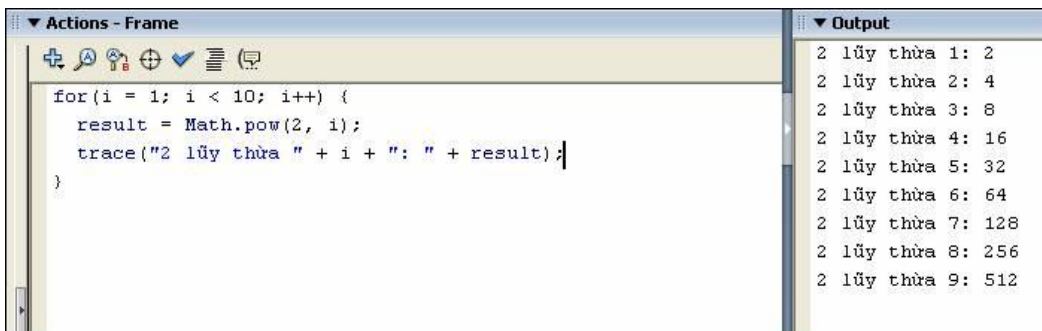 Actions - Frame
for(i = 1; i < 10; i++) {
result = Math.pow(2, i);
trace("2 lũy thừa " + i + ": " + result);
}
Output
2 lũy thừa 1: 2
2 lũy thừa 2: 4
2 lũy thừa 3: 8
2 lũy thừa 4: 16
2 lũy thừa 5: 32
2 lũy thừa 6: 64
2 lũy thừa 7: 128
2 lũy thừa 8: 256
2 lũy thừa 9: 512